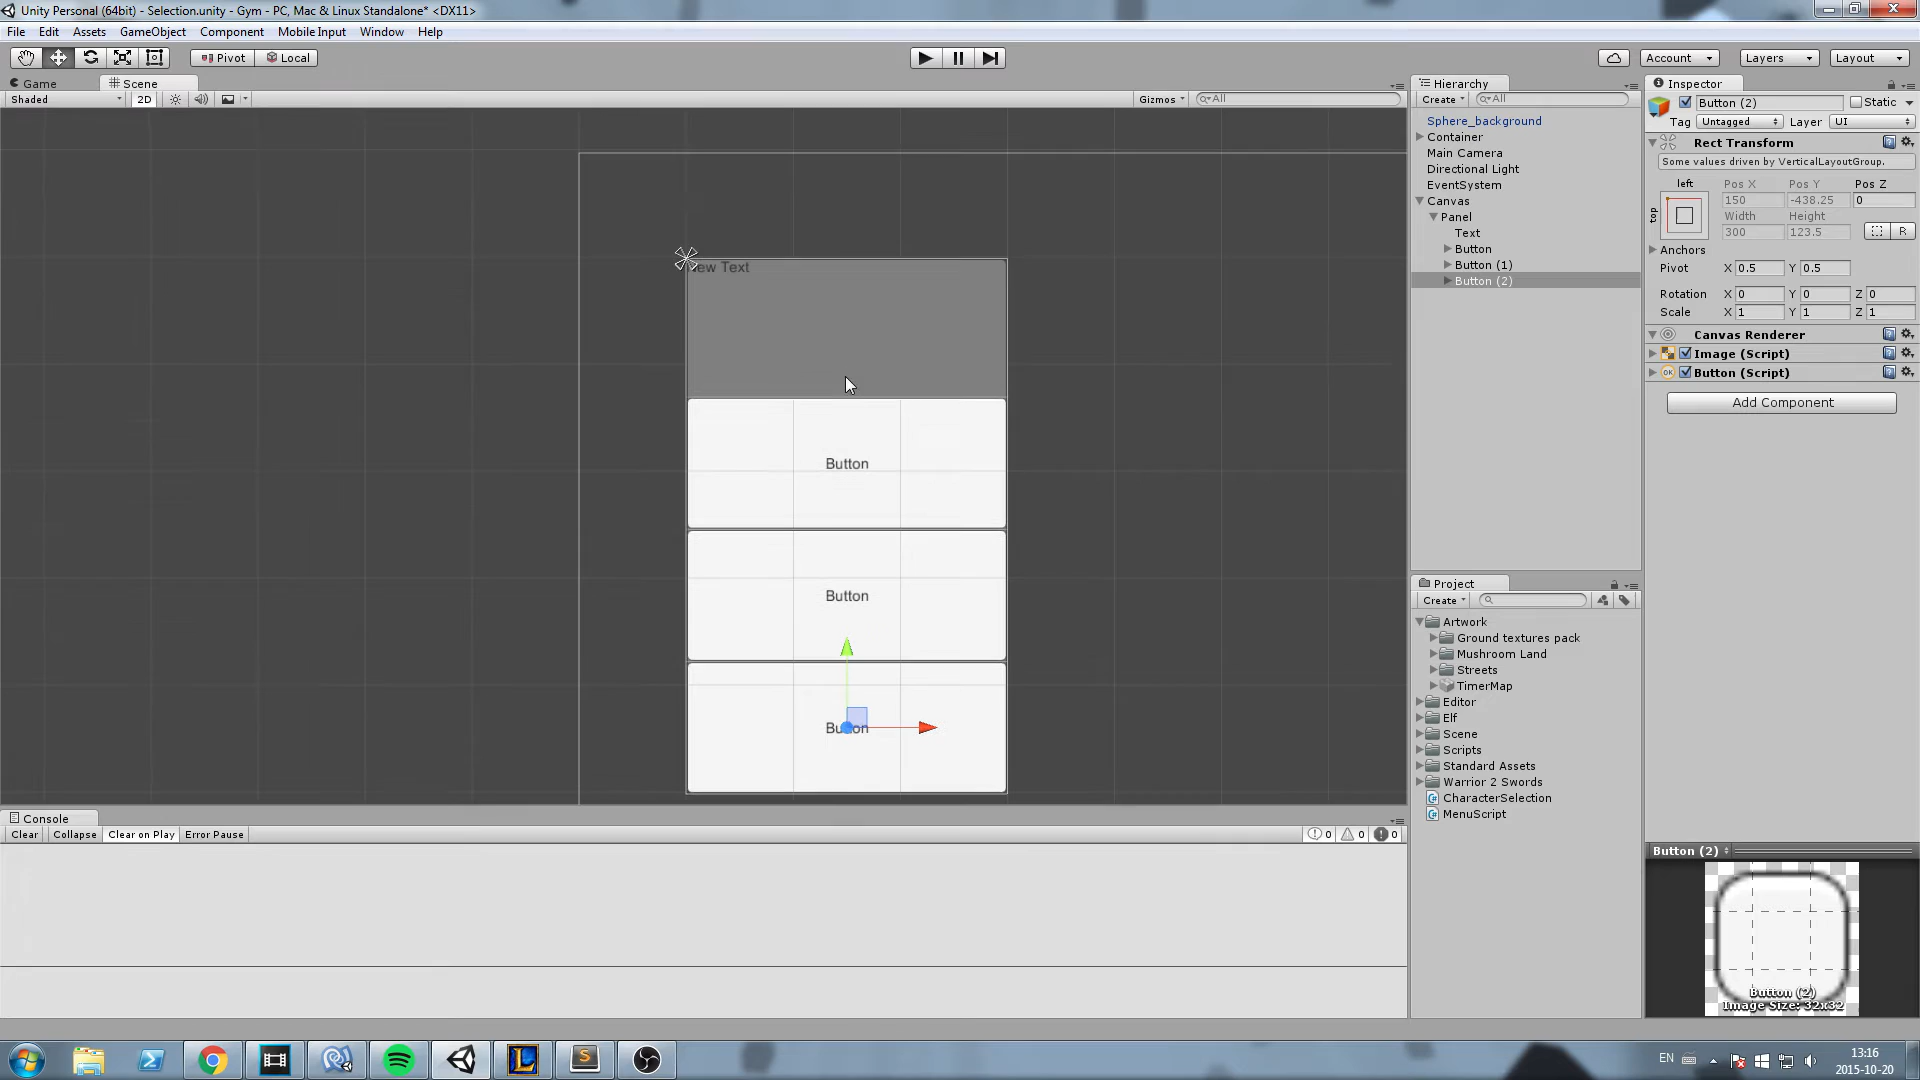 Unity Personal (64bit) - Selection.unity - Gym - PC, Mac & Linux Standalone* <DX11>
File Edit Assets GameObject Component Mobile Input Window Help
Pivot Local Account Layers Layout
Game Scene
Shaded 2D Gizmos All
New Text
Button
Button
Button
Hierarchy
Create All
Sphere_background
Container
Main Camera
Directional Light
EventSystem
Canvas
Panel
Text
Button
Button (1)
Button (2)
Project
Create
Artwork
Ground textures pack
Mushroom Land
Streets
TimerMap
Editor
Elf
Scene
Scripts
Standard Assets
Warrior 2 Swords
CharacterSelection
MenuScript
Inspector
Button (2) Static
Tag Untagged Layer UI
Rect Transform
Some values driven by VerticalLayoutGroup.
left Pos X Pos Y Pos Z
top 150 -438.25 0
Width Height
300 123.5 R
Anchors
Pivot X 0.5 Y 0.5
Rotation X 0 Y 0 Z 0
Scale X 1 Y 1 Z 1
Canvas Renderer
Image (Script)
OK Button (Script)
Add Component
Button (2)
Button (2)
Image Size: 32x32
Console
Clear Collapse Clear on Play Error Pause 0 0 0
EN 13:16
2015-10-20